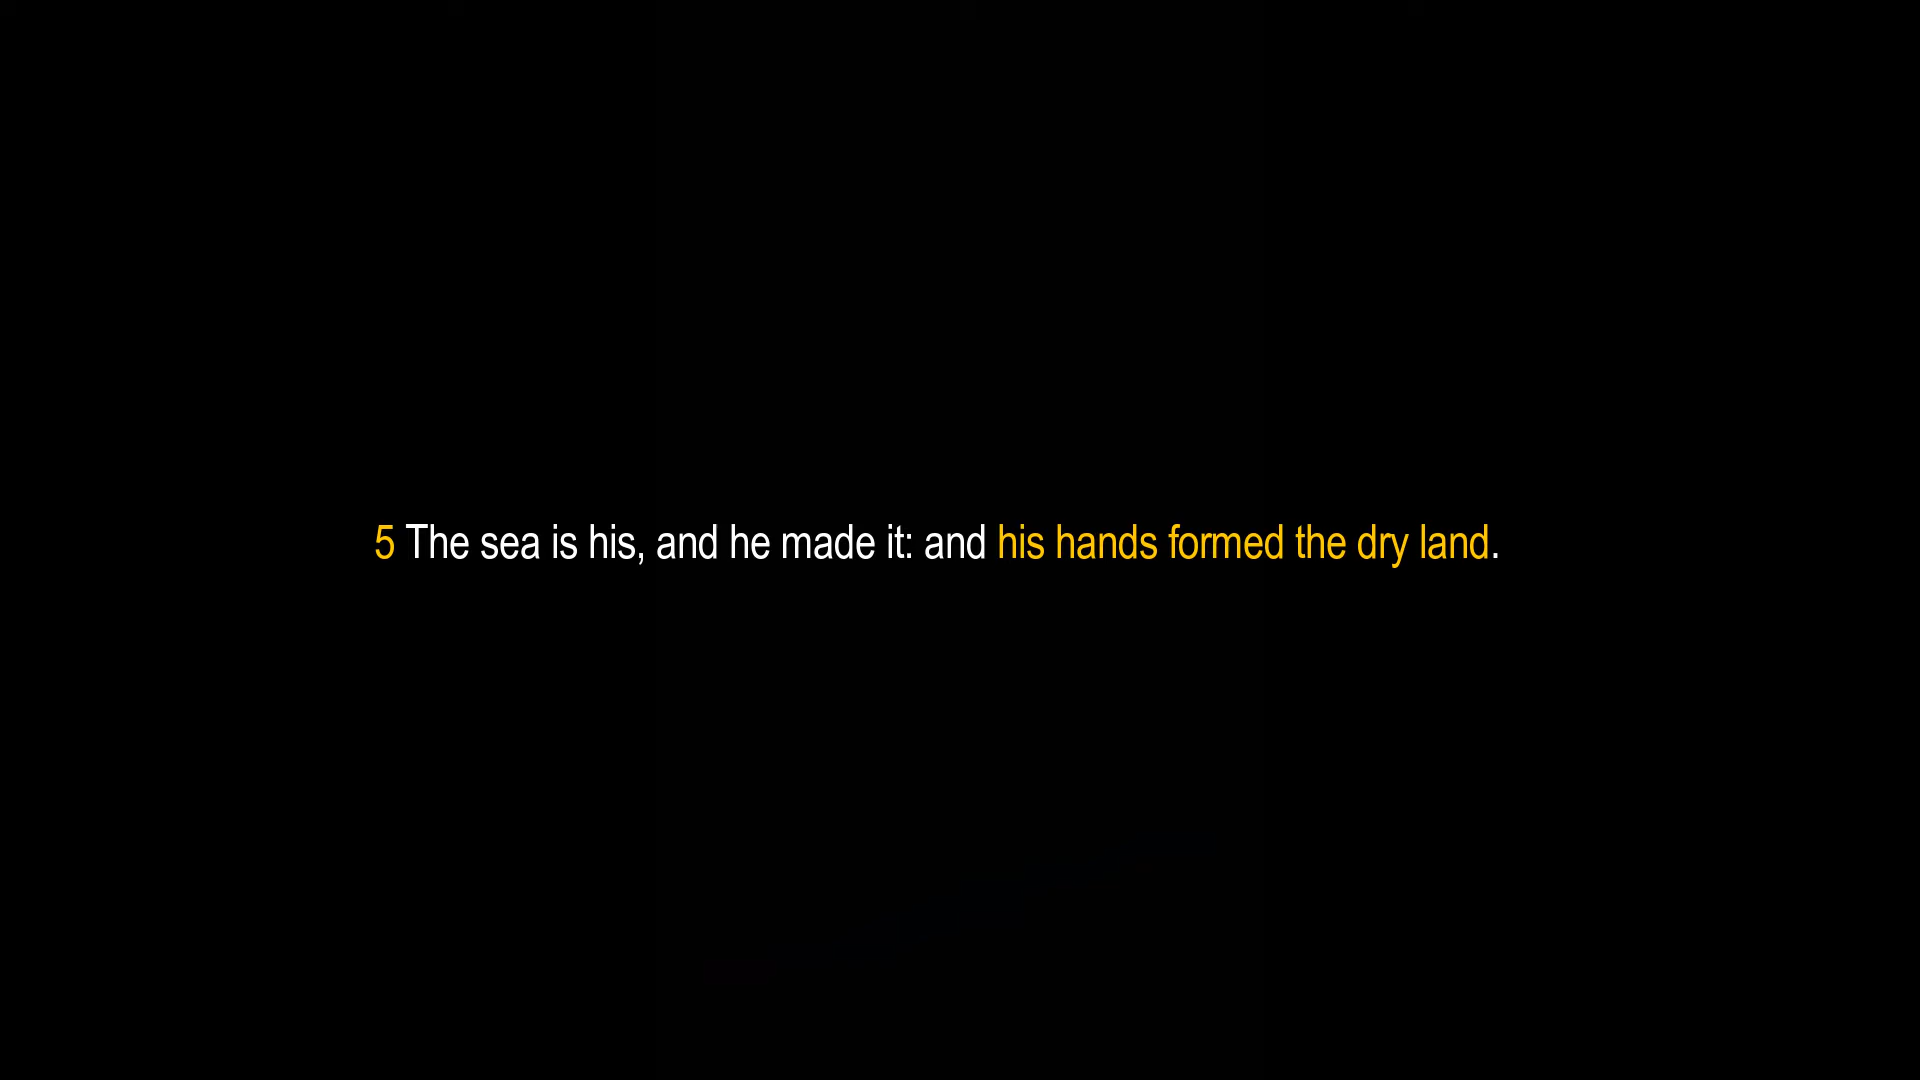 5 The sea is his, and he made it: and his hands formed the dry land.